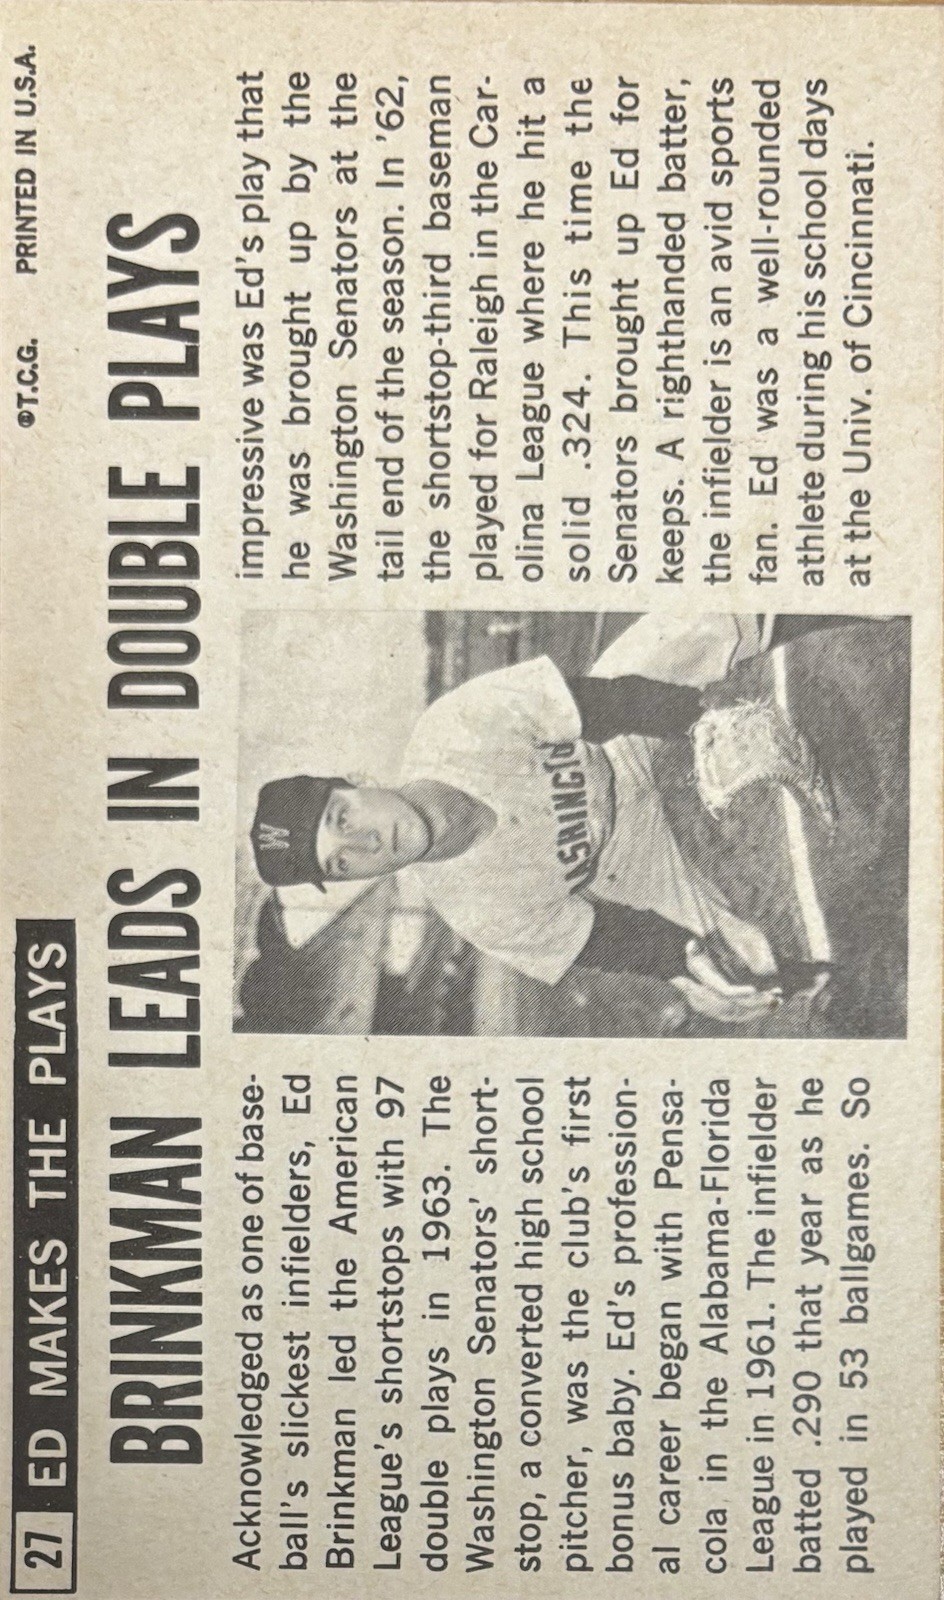 27 ED MAKES THE PLAYS ©T.C.G. PRINTED IN U.S.A.
BRINKMAN LEADS IN DOUBLE PLAYS
Acknowledged as one of base-
ball's slickest infielders, Ed
Brinkman led the American
League's shortstops with 97
double plays in 1963. The
Washington Senators' short-
stop, a converted high school
pitcher, was the club's first
bonus baby. Ed's profession-
al career began with Pensa-
cola in the Alabama-Florida
League in 1961. The infielder
batted .290 that year as he
played in 53 ballgames. So
W
ASHINGTO
impressive was Ed's play that
he was brought up by the
Washington Senators at the
tail end of the season. In '62,
the shortstop-third baseman
played for Raleigh in the Car-
olina League where he hit a
solid .324. This time the
Senators brought up Ed for
keeps. A righthanded batter,
the infielder is an avid sports
fan. Ed was a well-rounded
athlete during his school days
at the Univ. of Cincinnati.